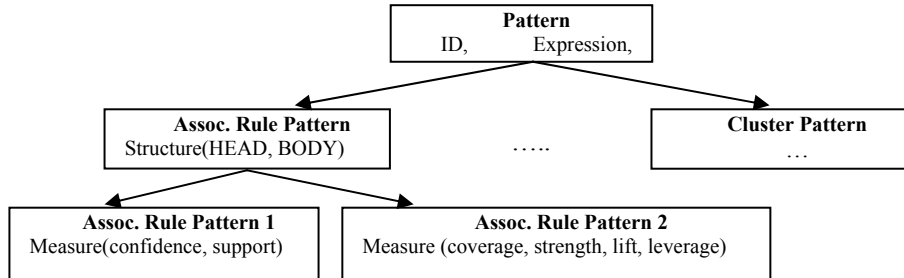 Pattern
ID, Expression,
Assoc. Rule Pattern
Structure(HEAD, BODY)
…..
Cluster Pattern
…
Assoc. Rule Pattern 1
Measure(confidence, support)
Assoc. Rule Pattern 2
Measure (coverage, strength, lift, leverage)